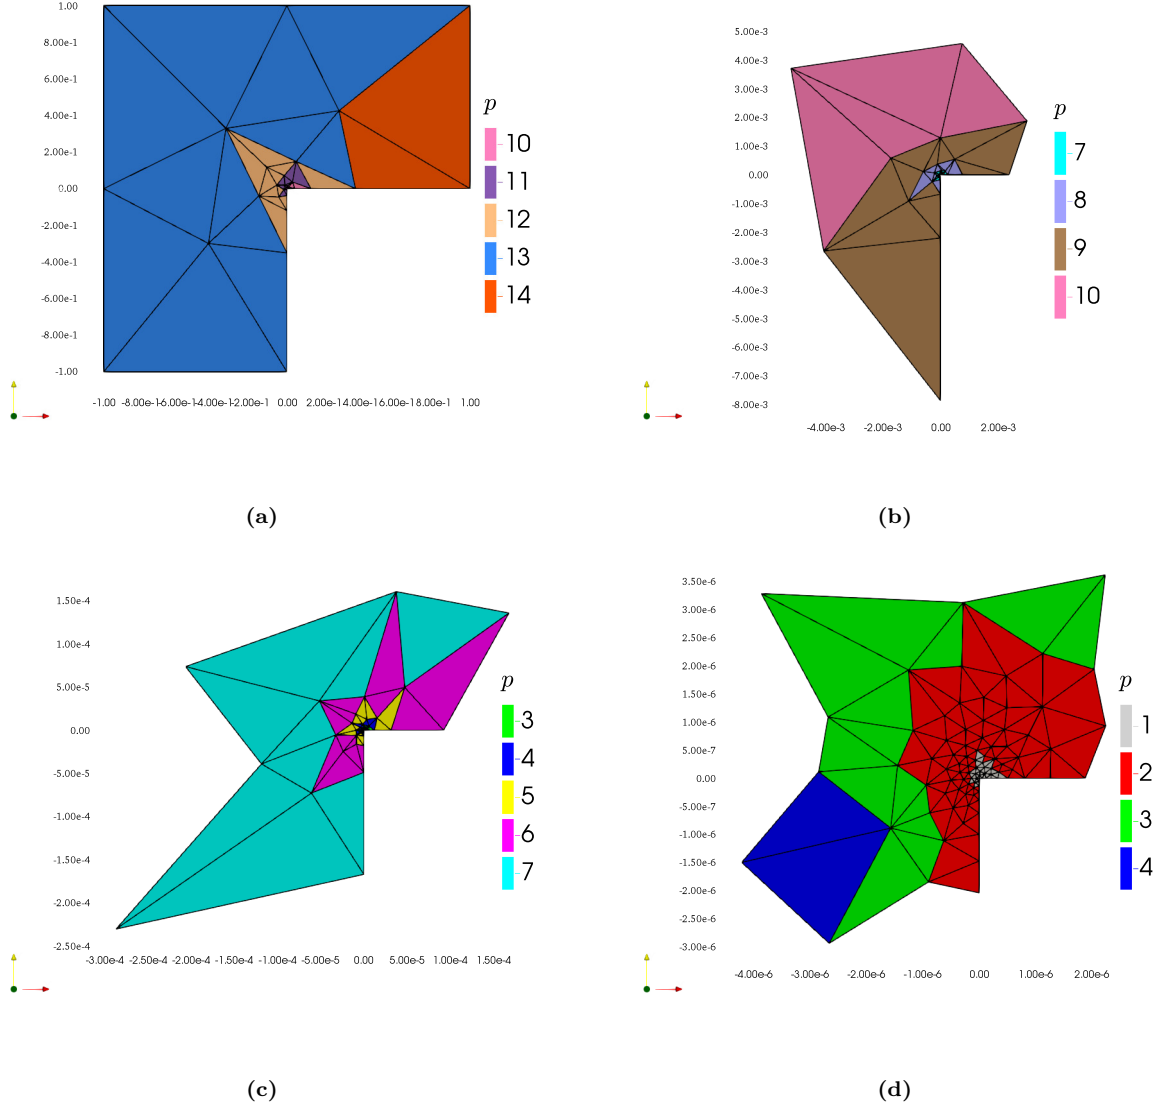 1.00
8.00e-1
6.00e-1
4.00e-1
2.00e-1
0.00
-2.00e-1
-4.00e-1
-6.00e-1
-8.00e-1
-1.00
-1.00 -8.00e-1-6.00e-1-4.00e-1-2.00e-1 0.00 2.00e-14.00e-16.00e-18.00e-1 1.00
p
10
11
12
13
14
(a)
5.00e-3
4.00e-3
3.00e-3
2.00e-3
1.00e-3
0.00
-1.00e-3
-2.00e-3
-3.00e-3
-4.00e-3
-5.00e-3
-6.00e-3
-7.00e-3
-8.00e-3
-4.00e-3 -2.00e-3 0.00 2.00e-3
p
7
8
9
10
(b)
1.50e-4
1.00e-4
5.00e-5
0.00
-5.00e-5
-1.00e-4
-1.50e-4
-2.00e-4
-2.50e-4
-3.00e-4 -2.50e-4 -2.00e-4 -1.50e-4 -1.00e-4 -5.00e-5 0.00 5.00e-5 1.00e-4 1.50e-4
p
3
4
5
6
7
(c)
3.50e-6
3.00e-6
2.50e-6
2.00e-6
1.50e-6
1.00e-6
5.00e-7
0.00
-5.00e-7
-1.00e-6
-1.50e-6
-2.00e-6
-2.50e-6
-3.00e-6
-4.00e-6 -3.00e-6 -2.00e-6 -1.00e-6 0.00 1.00e-6 2.00e-6
p
1
2
3
4
(d)